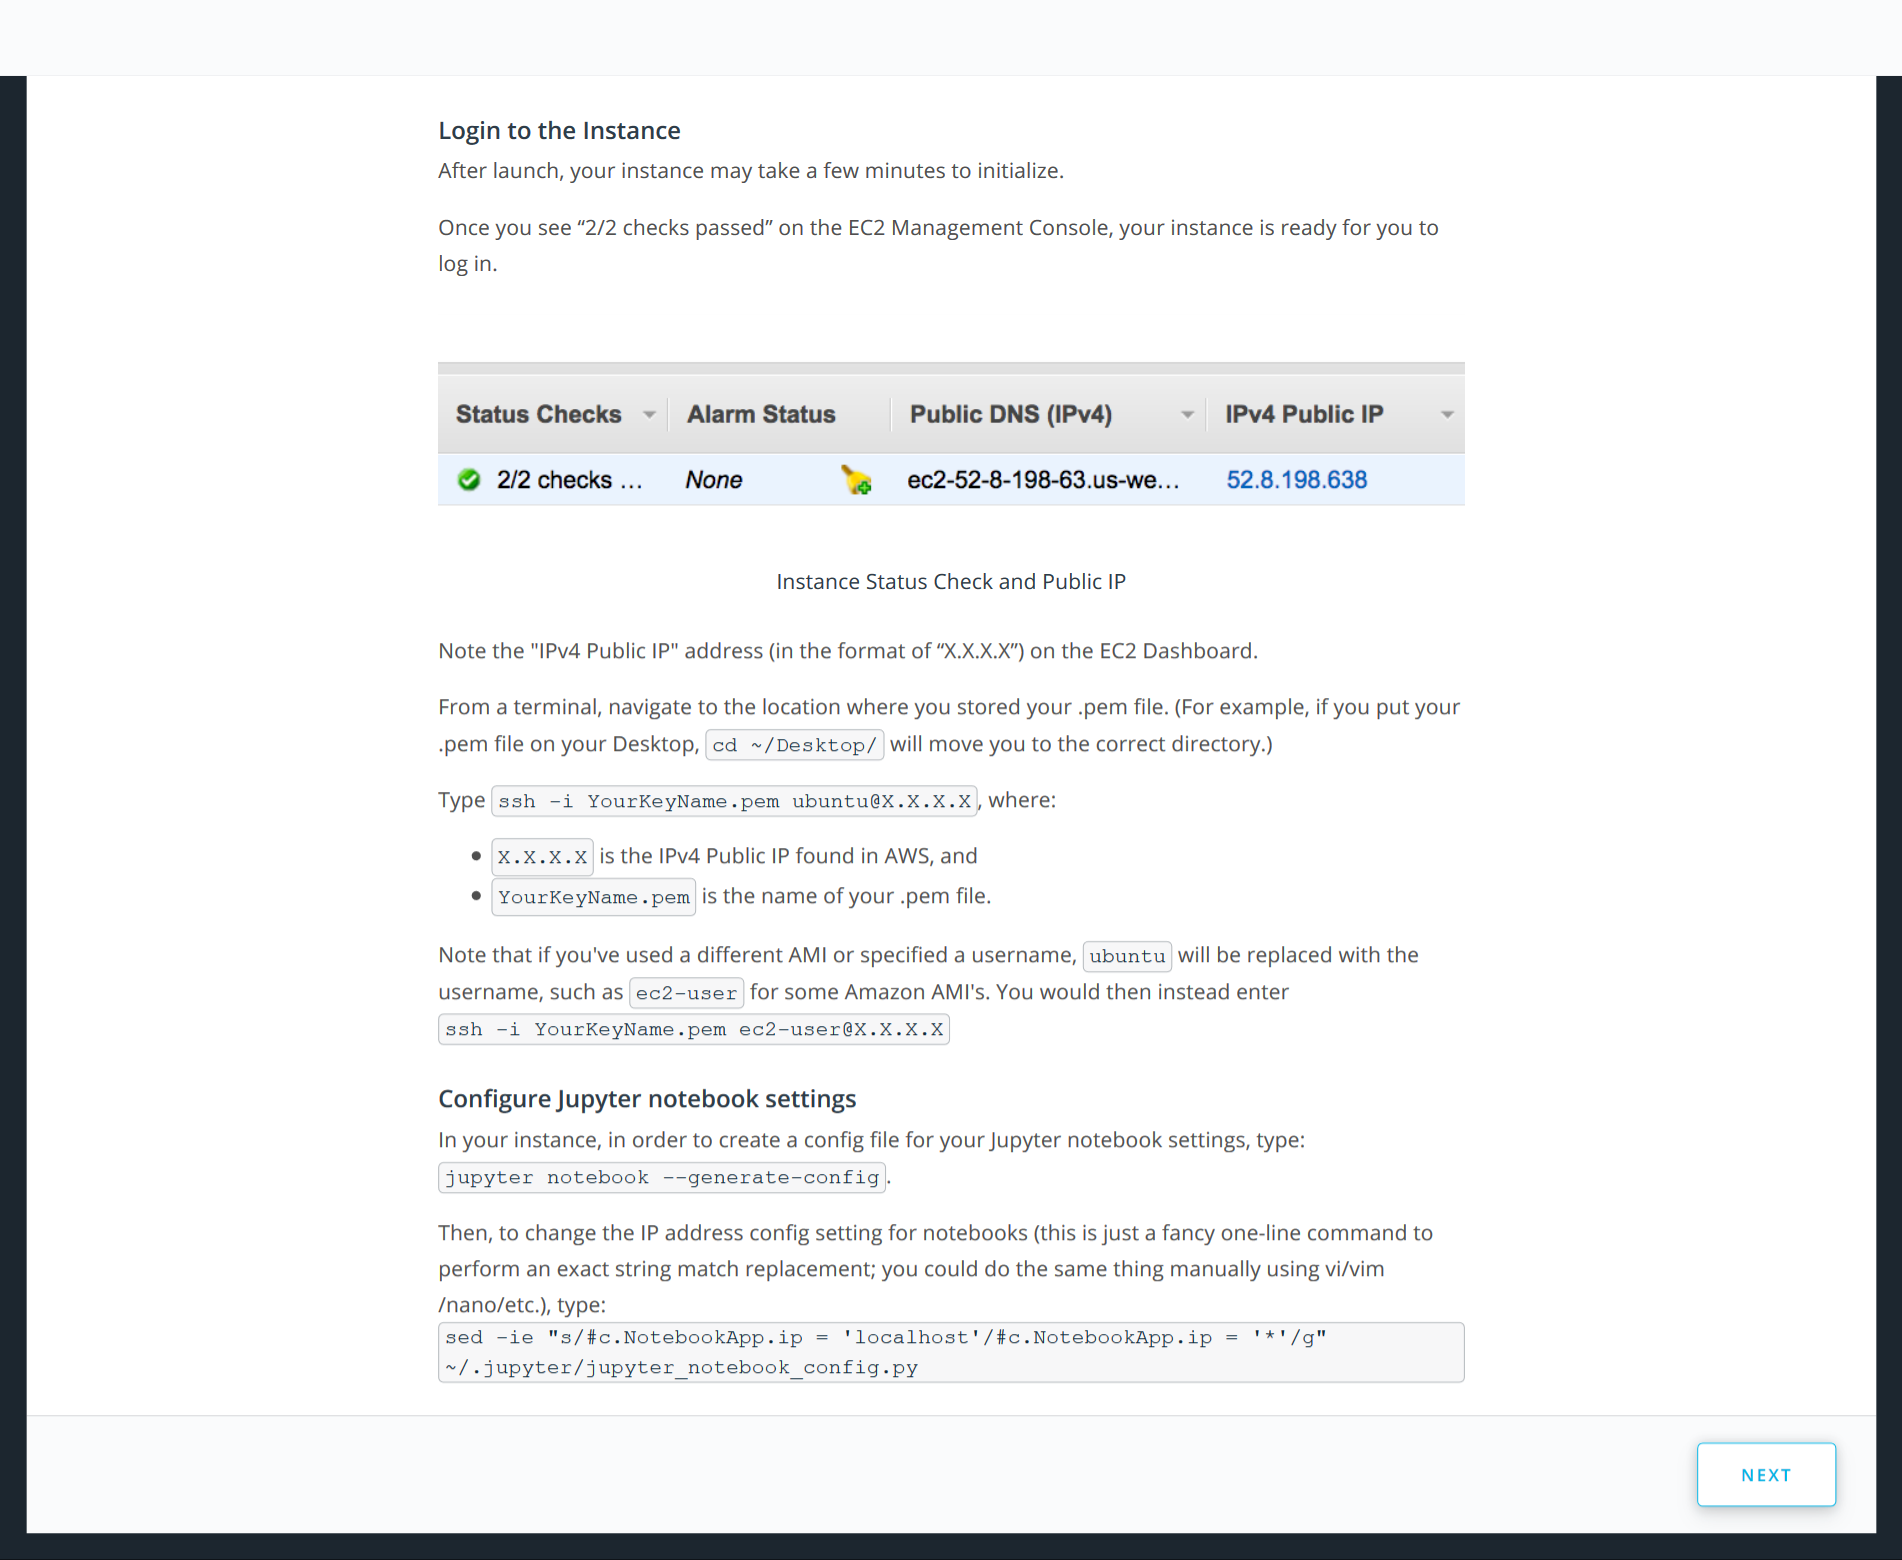 Login to the Instance
After launch, your instance may take a few minutes to initialize.
Once you see “2/2 checks passed” on the EC2 Management Console, your instance is ready for you to
log in.
Status Checks Alarm Status Public DNS (IPv4) IPv4 Public IP
2/2 checks ... None ec2-52-8-198-63.us-we... 52.8.198.638
Instance Status Check and Public IP
Note the "IPv4 Public IP" address (in the format of “X.X.X.X”) on the EC2 Dashboard.
From a terminal, navigate to the location where you stored your .pem file. (For example, if you put your
.pem file on your Desktop, cd ~/Desktop/ will move you to the correct directory.)
Type ssh -i YourKeyName.pem ubuntu@X.X.X.X, where:
• X.X.X.X is the IPv4 Public IP found in AWS, and
• YourKeyName.pem is the name of your .pem file.
Note that if you've used a different AMI or specified a username, ubuntu will be replaced with the
username, such as ec2-user for some Amazon AMI's. You would then instead enter
ssh -i YourKeyName.pem ec2-user@X.X.X.X
Configure Jupyter notebook settings
In your instance, in order to create a config file for your Jupyter notebook settings, type:
jupyter notebook --generate-config.
Then, to change the IP address config setting for notebooks (this is just a fancy one-line command to
perform an exact string match replacement; you could do the same thing manually using vi/vim
/nano/etc.), type:
sed -ie "s/#c.NotebookApp.ip = 'localhost'/#c.NotebookApp.ip = '*'/g"
~/.jupyter/jupyter_notebook_config.py
NEXT